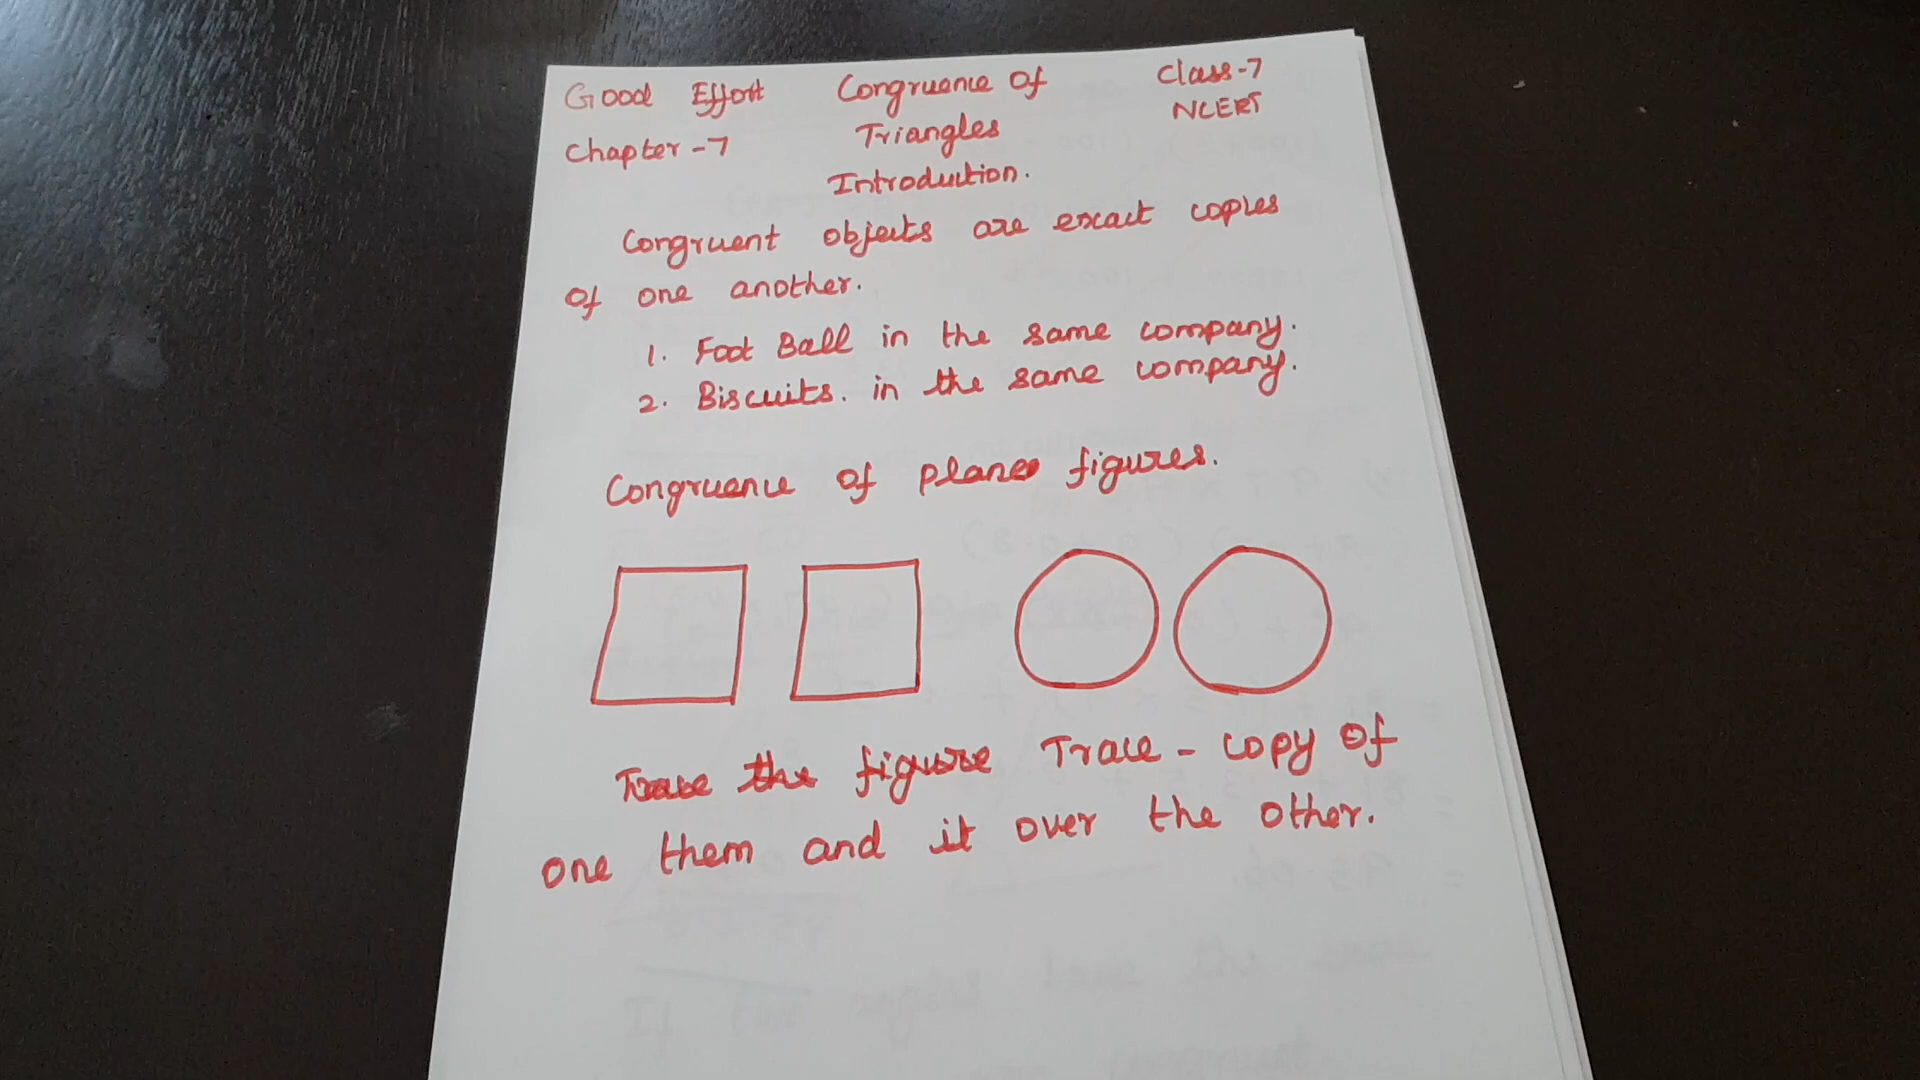 Good Effort Congruence Of Class-7
NCERT
Chapter-7 Triangles
Introduction.
Congruent objects are exact copies
of one another.
1. Foot Ball in the same company.
2. Biscuits. in the same company.
Congruence of plane figures.
Trace the figure Trace-copy of
one them and it over the other.